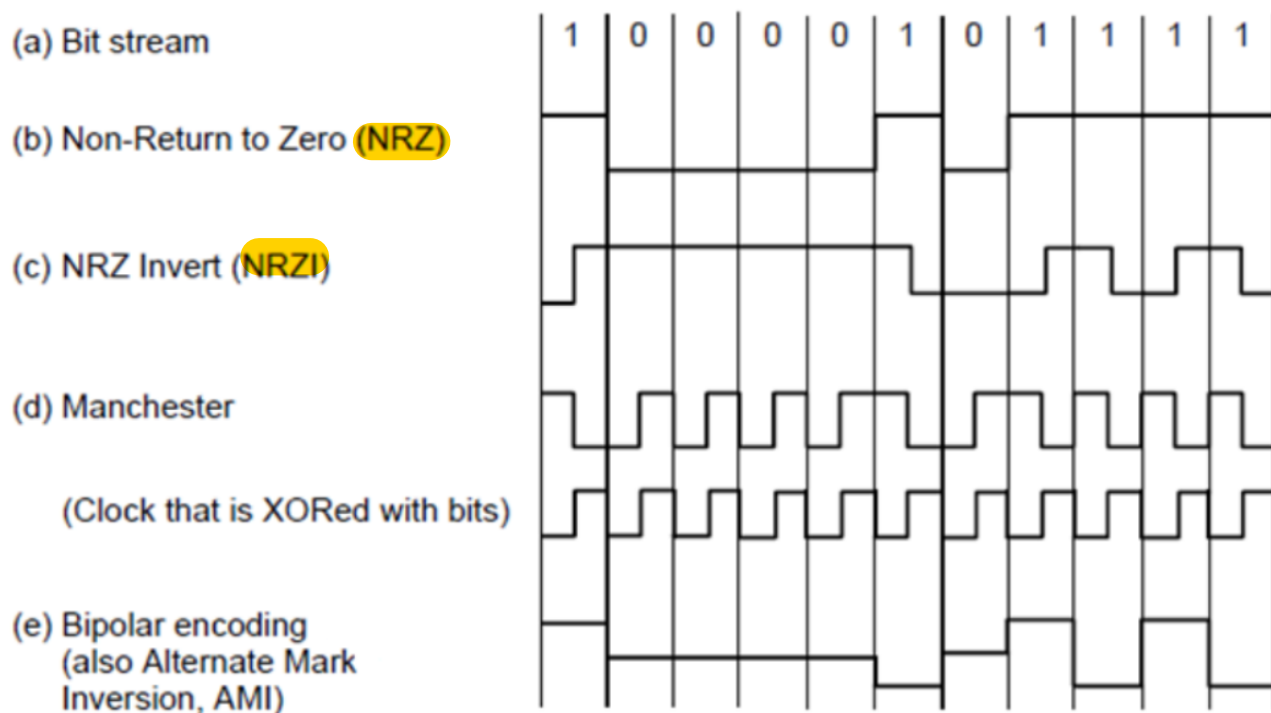 (a) Bit stream 1 0 0 0 0 1 0 1 1 1 1
(b) Non-Return to Zero (NRZ)
(c) NRZ Invert (NRZI)
(d) Manchester
(Clock that is XORed with bits)
(e) Bipolar encoding
(also Alternate Mark
Inversion, AMI)